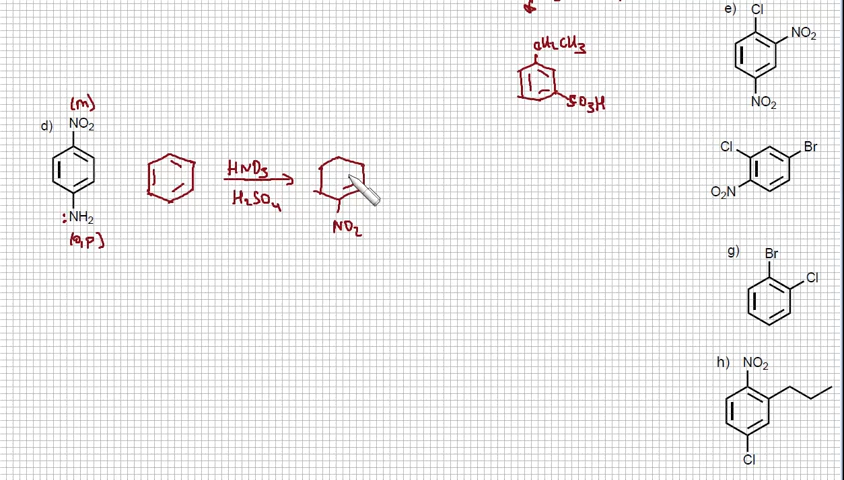 e) Cl
NO2
NO2
CH2CH3
SO3H
(m)
d) NO2
:NH2
(o,p)
HNO3
H2SO4
NO2
Cl
Br
O2N
g) Br
Cl
h) NO2
Cl